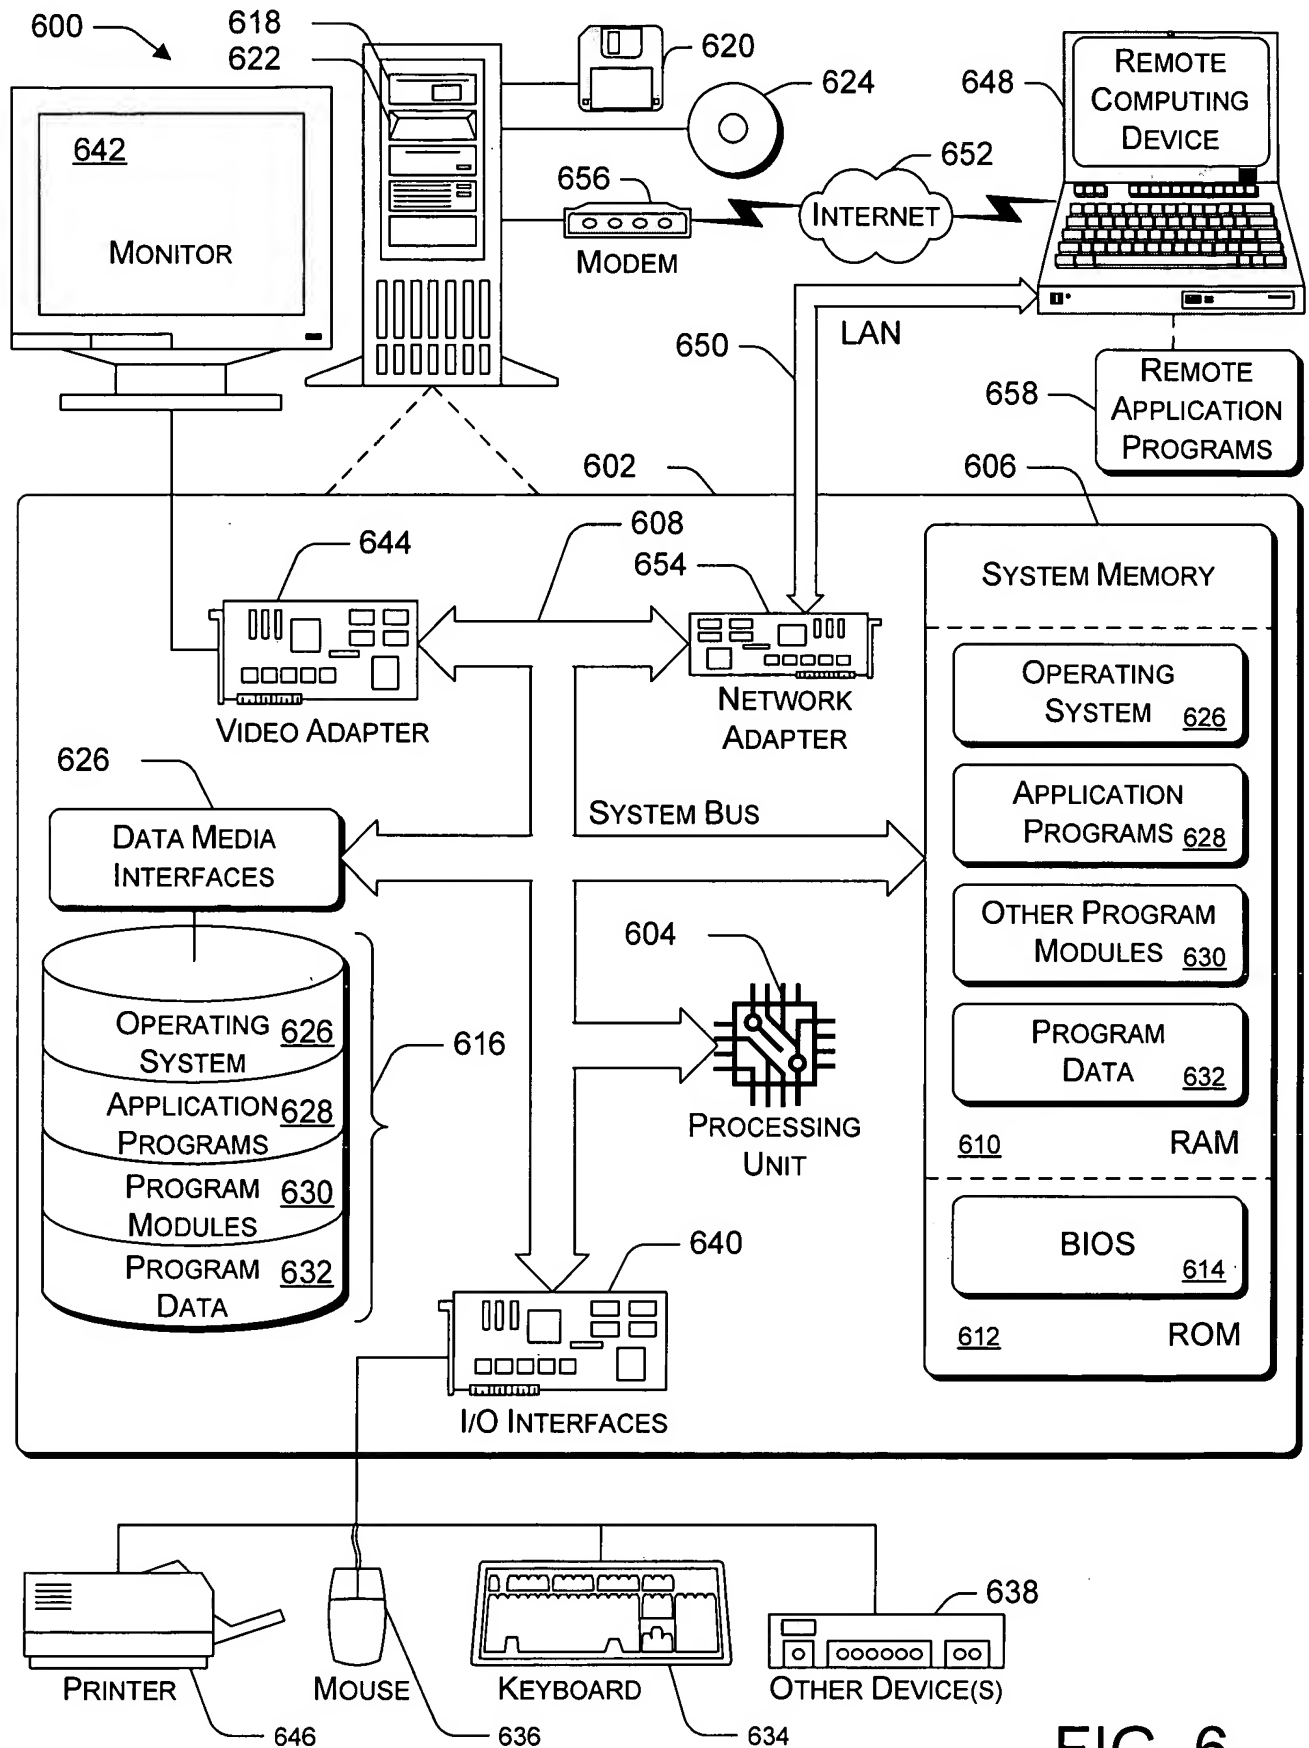 600
618
622
620
624
648
REMOTE
COMPUTING
DEVICE
642
MONITOR
656
MODEM
652
INTERNET
650
LAN
658
REMOTE
APPLICATION
PROGRAMS
602
606
608
644
654
VIDEO ADAPTER
NETWORK
ADAPTER
SYSTEM MEMORY
OPERATING
SYSTEM 626
APPLICATION
PROGRAMS 628
OTHER PROGRAM
MODULES 630
PROGRAM
DATA 632
610 RAM
BIOS
614
612 ROM
626
DATA MEDIA
INTERFACES
SYSTEM BUS
604
PROCESSING
UNIT
OPERATING 626
SYSTEM
APPLICATION 628
PROGRAMS
PROGRAM 630
MODULES
PROGRAM 632
DATA
616
640
I/O INTERFACES
PRINTER
646
MOUSE
636
KEYBOARD
634
638
OTHER DEVICE(S)
FIG. 6